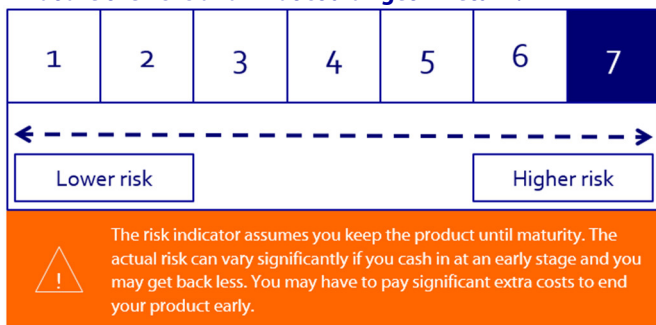 1 2 3 4 5 6 7
Lower risk Higher risk
The risk indicator assumes you keep the product until maturity. The
actual risk can vary significantly if you cash in at an early stage and you
may get back less. You may have to pay significant extra costs to end
your product early.